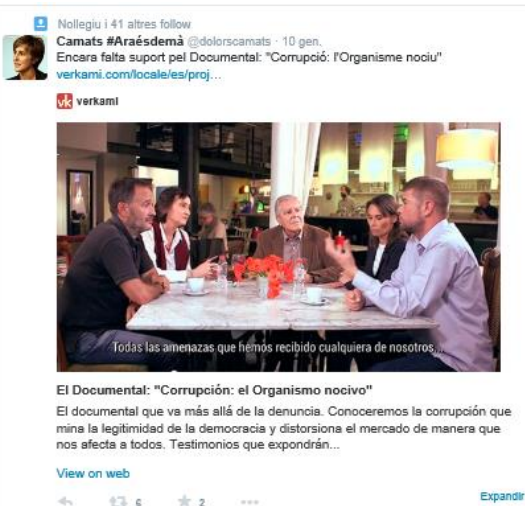 Nollegiu i 41 altres follow
Camats #Araésdemà @dolorscamats · 10 gen.
Encara falta suport pel Documental: "Corrupció: l'Organisme nociu"
verkami.com/locale/es/proj...
vk verkami
Todas las amenazas que hemos recibido cualquiera de nosotros...
El Documental: "Corrupción: el Organismo nocivo"
El documental que va más allá de la denuncia. Conoceremos la corrupción que
mina la legitimidad de la democracia y distorsiona el mercado de manera que
nos afecta a todos. Testimonios que expondrán...
View on web
6 2
Expandir